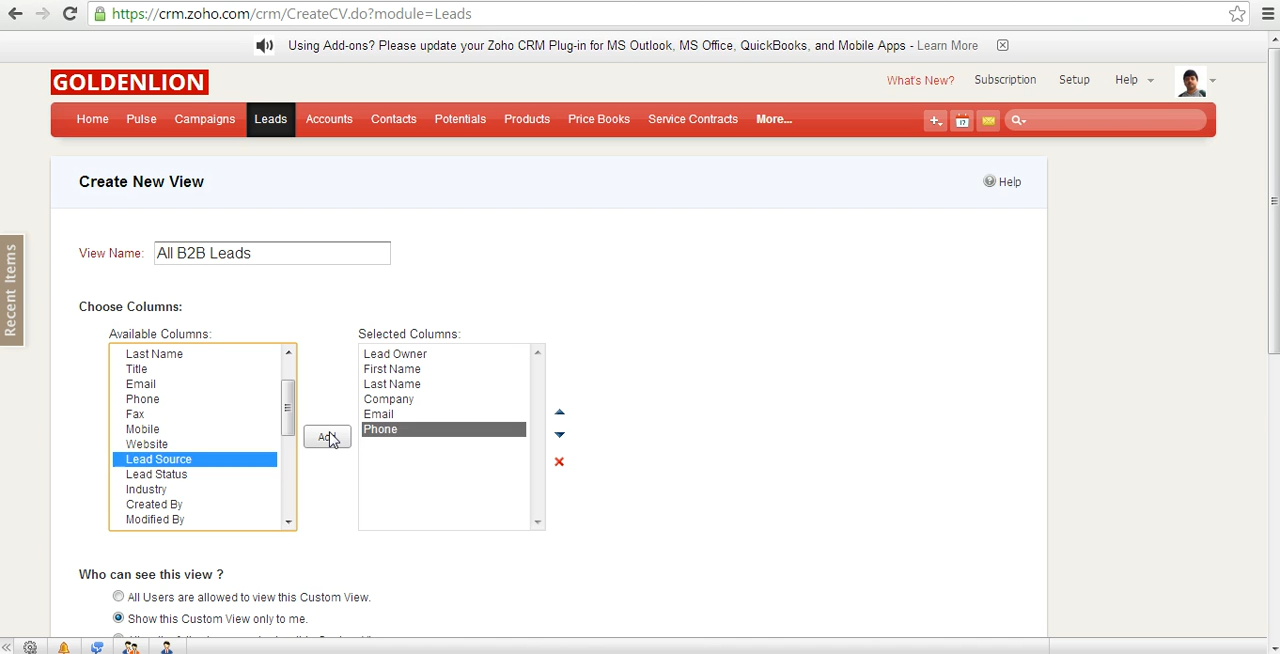 https://crm.zoho.com/crm/CreateCV.do?module=Leads
Using Add-ons? Please update your Zoho CRM Plug-in for MS Outlook, MS Office, QuickBooks, and Mobile Apps - Learn More
GOLDENLION
What's New? Subscription Setup Help
Home Pulse Campaigns Leads Accounts Contacts Potentials Products Price Books Service Contracts More...
17
Create New View
Help
Recent Items
View Name: All B2B Leads
Choose Columns:
Available Columns: Selected Columns:
Last Name
Title
Email
Phone
Fax
Mobile
Website
Lead Source
Lead Status
Industry
Created By
Modified By
Lead Owner
First Name
Last Name
Company
Email
Phone
Who can see this view ?
All Users are allowed to view this Custom View.
Show this Custom View only to me.